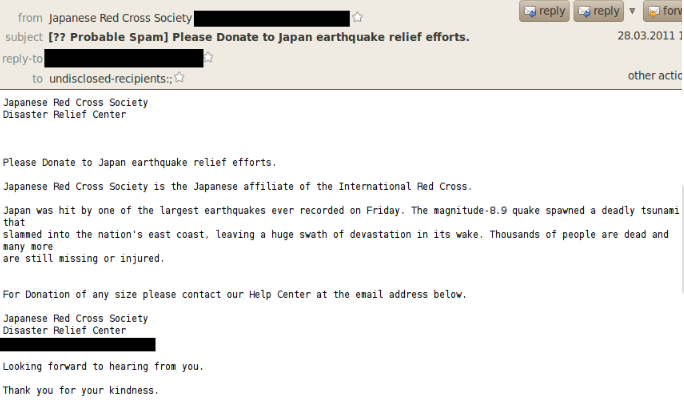 from Japanese Red Cross Society
reply
reply
forw
subject [?? Probable Spam] Please Donate to Japan earthquake relief efforts.
28.03.2011 1
reply-to
to undisclosed-recipients:;
other actio
Japanese Red Cross Society
Disaster Relief Center
Please Donate to Japan earthquake relief efforts.
Japanese Red Cross Society is the Japanese affiliate of the International Red Cross.
Japan was hit by one of the largest earthquakes ever recorded on Friday. The magnitude-8.9 quake spawned a deadly tsunami
that
slammed into the nation's east coast, leaving a huge swath of devastation in its wake. Thousands of people are dead and
many more
are still missing or injured.
For Donation of any size please contact our Help Center at the email address below.
Japanese Red Cross Society
Disaster Relief Center
Looking forward to hearing from you.
Thank you for your kindness.